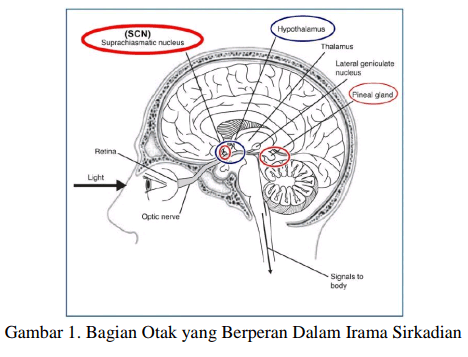 (SCN)
Suprachiasmatic nucleus
Hypothalamus
Thalamus
Lateral geniculate
nucleus
Pineal gland
Retina
Light
Optic nerve
Signals to
body
Gambar 1. Bagian Otak yang Berperan Dalam Irama Sirkadian